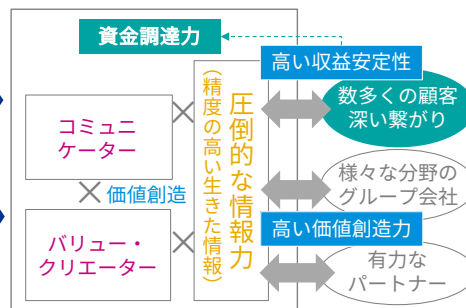 資金調達力
高い収益安定性
数多くの顧客
深い繋がり
コミュニ
ケーター
圧倒的な情報力
(精度の高い生きた情報)
様々な分野の
グループ会社
価値創造
高い価値創造力
バリュー・
クリエーター
有力な
パートナー